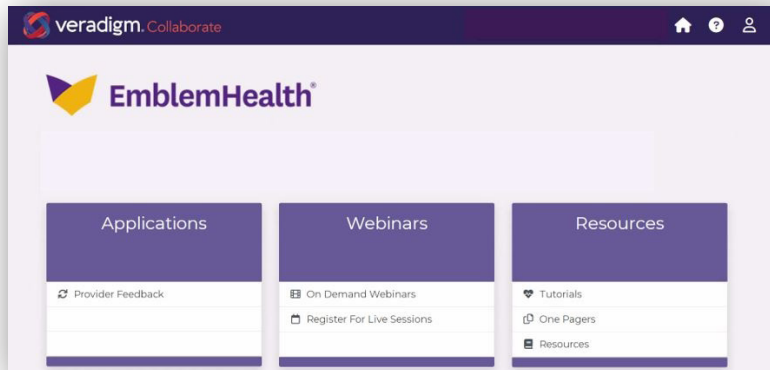 veradigm. Collaborate
EmblemHealth®
Applications
Provider Feedback
Webinars
On Demand Webinars
Register For Live Sessions
Resources
Tutorials
One Pagers
Resources